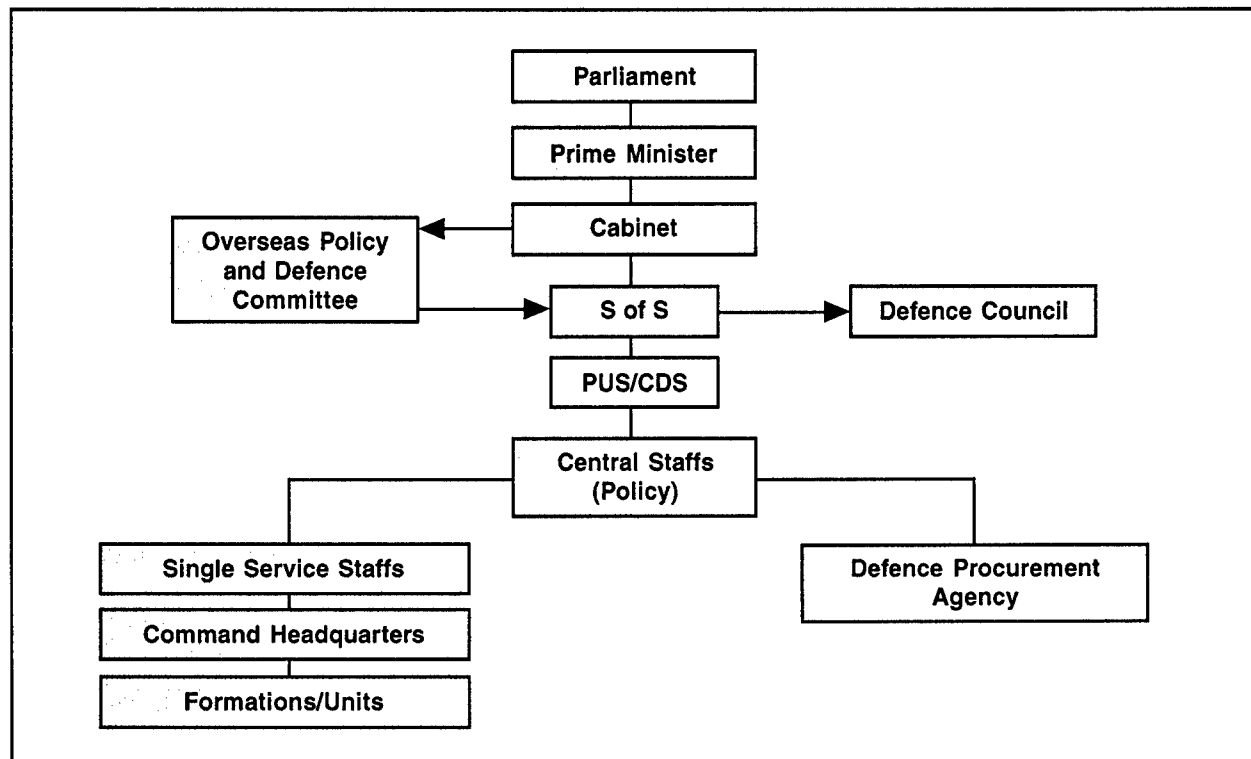 Parliament
Prime Minister
Cabinet
Overseas Policy
and Defence
Committee
S of S
Defence Council
PUS/CDS
Central Staffs
(Policy)
Single Service Staffs
Defence Procurement
Agency
Command Headquarters
Formations/Units